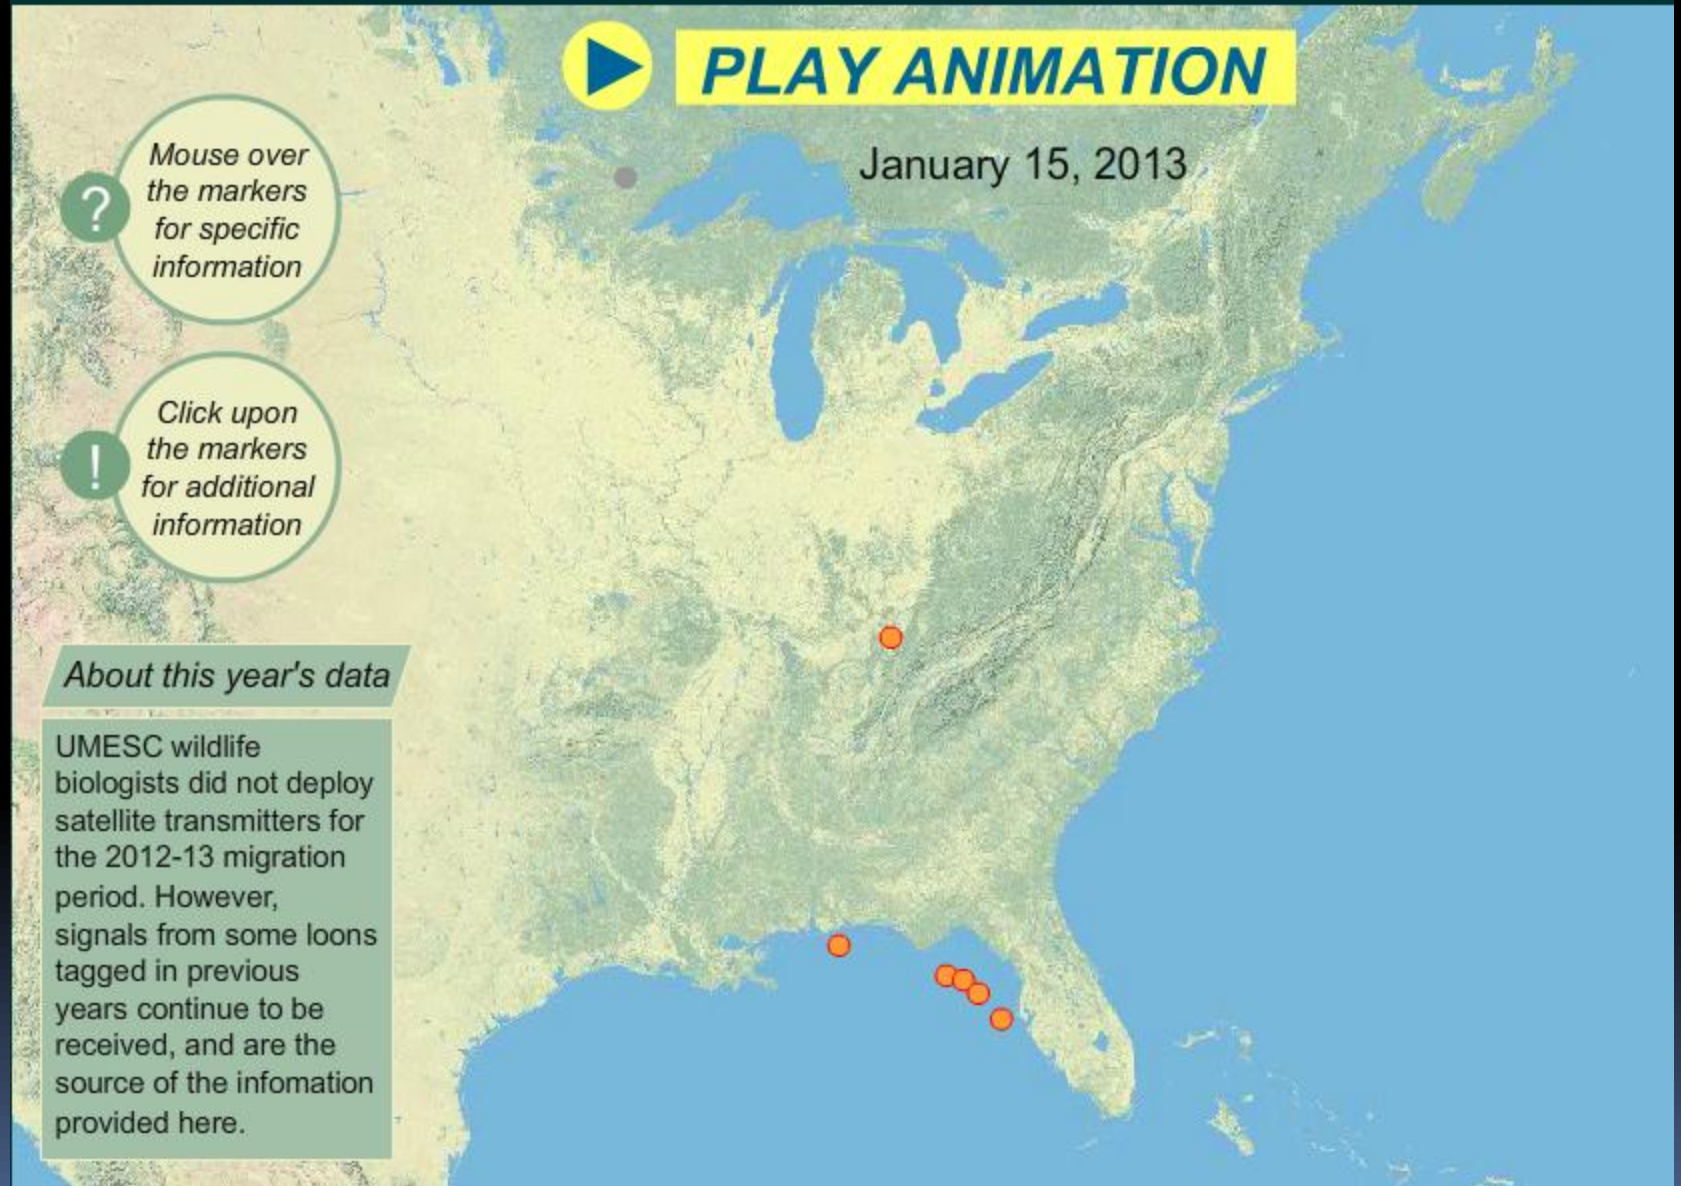 PLAY ANIMATION
January 15, 2013
?
Mouse over
the markers
for specific
information
!
Click upon
the markers
for additional
information
About this year's data
UMESC wildlife
biologists did not deploy
satellite transmitters for
the 2012-13 migration
period. However,
signals from some loons
tagged in previous
years continue to be
received, and are the
source of the infomation
provided here.